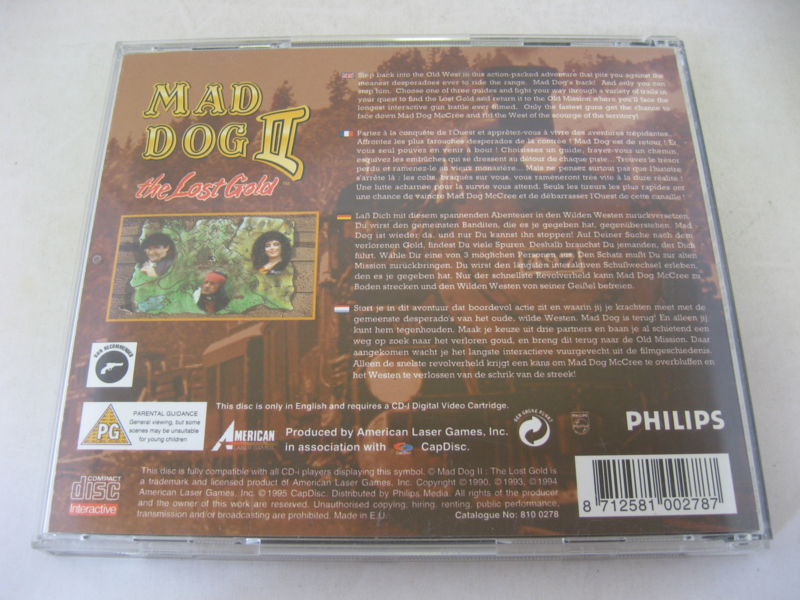 MAD
DOG II
the Lost Gold
Step back into the Old West in this action-packed adventure that pits you against the
meanest desperadoes ever to ride the range. Mad Dog's back! And only you can
stop him. Choose one of three guides and fight your way through a variety of trails in
your quest to find the Lost Gold and return it to the Old Mission where you'll face the
longest interactive gun battle ever filmed. Only the fastest guns get the chance to
face down Mad Dog McCree and rid the West of the scourge of the territory!
Partez à la conquête de l'Ouest et apprêtez-vous à vivre des aventures trépidantes.
Affrontez les plus farouches desperados de la contrée! Mad Dog est de retour! Et
vous seul pouvez en venir à bout! Choisissez un guide, frayez-vous un chemin,
esquivez les embûches qui se dressent au détour de chaque piste... Trouvez le trésor
perdu et ramenez-le au vieux monastère... Mais ne pensez surtout pas que l'histoire
s'arrête là: les colts, braqués sur vous, vous ramèneront très vite à la dure réalité!
Une lutte acharnée pour la survie vous attend. Seuls les tireurs les plus rapides ont
une chance de vaincre Mad Dog McCree et de débarrasser l'Ouest de cette canaille!
Laß Dich mit diesem spannenden Abenteuer in den Wilden Westen zurückversetzen.
Du wirst den gemeinsten Banditen, die es je gegeben hat, gegenüberstehen. Mad
Dog ist wieder da, und nur Du kannst ihn stoppen! Auf Deiner Suche nach dem
verlorenen Gold, findest Du viele Spuren. Deshalb brauchst Du jemanden, der Dich
führt. Wähle Dir eine von 3 möglichen Personen aus. Den Schatz mußt Du zur alten
Mission zurückbringen. Du wirst den längsten interaktiven Schußwechsel erleben,
den es je gegeben hat. Nur der schnellste Revolverheld kann Mad Dog McCree zu
Boden strecken und den Wilden Westen von seiner Geißel befreien.
Stort je in dit avontuur dat boordevol actie zit en waarin jij je krachten meet met de
gemeenste desperado's van het oude, wilde Westen. Mad Dog is terug! En alleen jij
kunt hem tegenhouden. Maak je keuze uit drie partners en baan je al schietend een
weg op zoek naar het verloren goud, en breng dit terug naar de Old Mission. Daar
aangekomen wacht je het langste interactieve vuurgevecht uit de filmgeschiedenis.
Alleen de snelste revolverheld krijgt een kans om Mad Dog McCree te overbluffen en
het Westen te verlossen van de schrik van de streek!
GUN RECOMMENDED
This disc is only in English and requires a CD-i Digital Video Cartridge.
PG
PARENTAL GUIDANCE
General viewing, but some
scenes may be unsuitable
for young children
AMERICAN
LASER GAMES
Produced by American Laser Games, Inc.
in association with CapDisc.
DER GRÜNE PUNKT
PHILIPS
PHILIPS
COMPACT
disc
Interactive
This disc is fully compatible with all CD-i players displaying this symbol. © Mad Dog II : The Lost Gold is
a trademark and licensed product of American Laser Games, Inc. Copyright © 1990, © 1993, © 1994
American Laser Games, Inc. © 1995 CapDisc. Distributed by Philips Media. All rights of the producer
and the owner of this work are reserved. Unauthorised copying, hiring, renting, public performance,
transmission and/or broadcasting are prohibited. Made in E.U.
Catalogue No: 810 0278
8 712581 002787